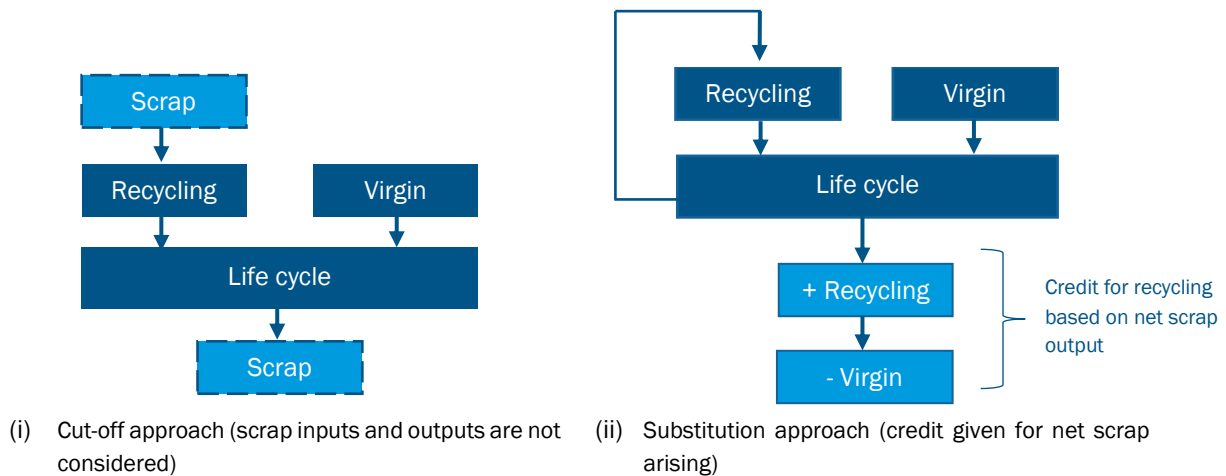 Scrap
Recycling
Virgin
Life cycle
Scrap
(i) Cut-off approach (scrap inputs and outputs are not
considered)
Recycling
Virgin
Life cycle
+ Recycling
- Virgin
Credit for recycling
based on net scrap
output
(ii) Substitution approach (credit given for net scrap
arising)